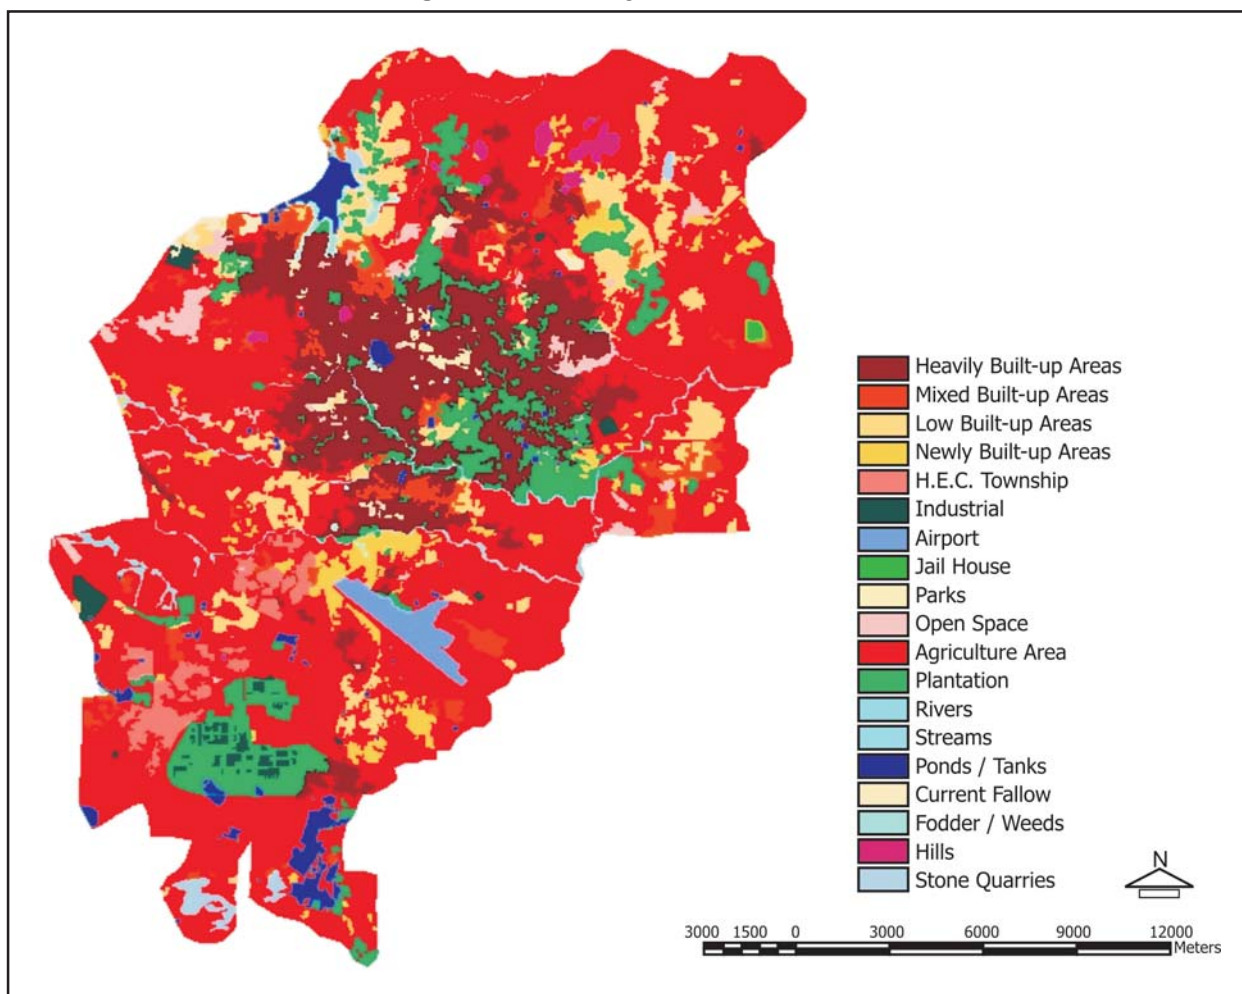 Heavily Built-up Areas
Mixed Built-up Areas
Low Built-up Areas
Newly Built-up Areas
H.E.C. Township
Industrial
Airport
Jail House
Parks
Open Space
Agriculture Area
Plantation
Rivers
Streams
Ponds / Tanks
Current Fallow
Fodder / Weeds
Hills
Stone Quarries
N
3000 1500 0 3000 6000 9000 12000
Meters